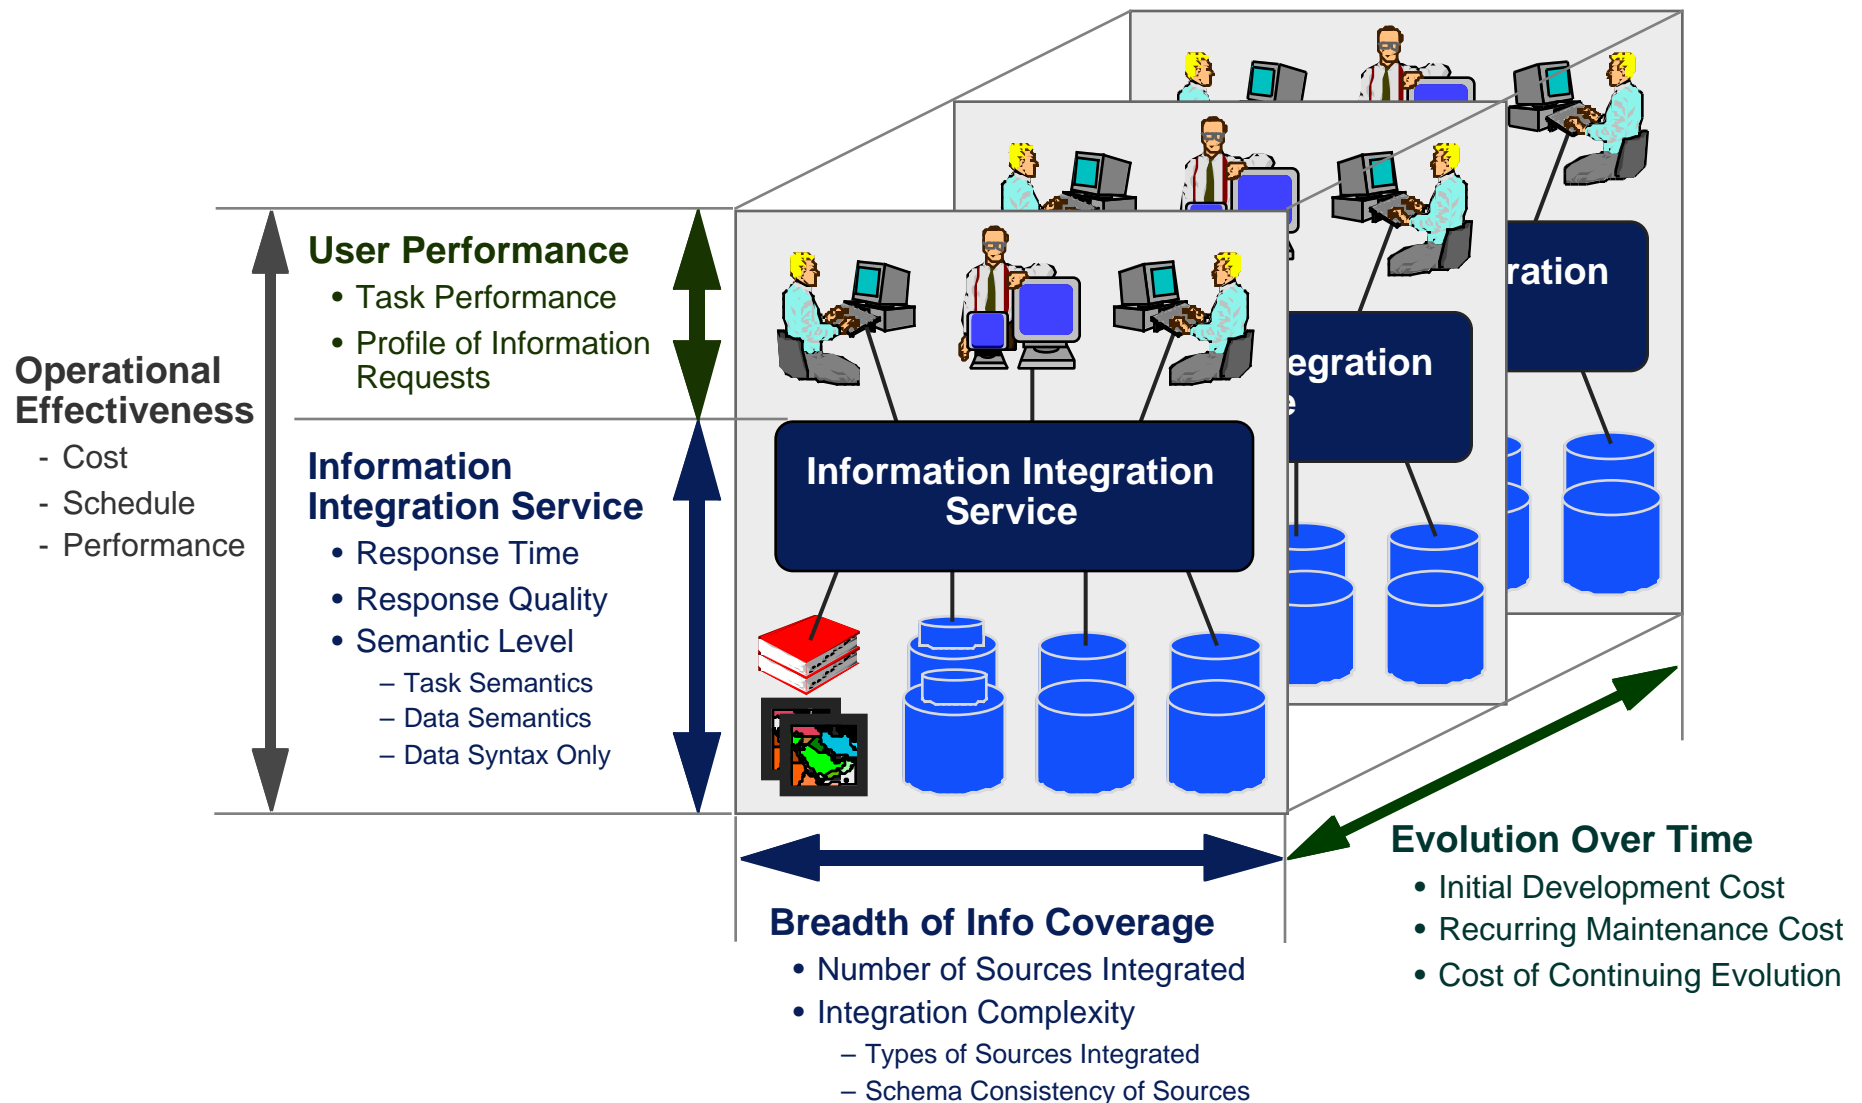 Operational
Effectiveness
- Cost
- Schedule
- Performance
User Performance
• Task Performance
• Profile of Information
Requests
Information
Integration Service
• Response Time
• Response Quality
• Semantic Level
– Task Semantics
– Data Semantics
– Data Syntax Only
Information Integration
Service
egration
e
ration
Breadth of Info Coverage
• Number of Sources Integrated
• Integration Complexity
– Types of Sources Integrated
– Schema Consistency of Sources
Evolution Over Time
• Initial Development Cost
• Recurring Maintenance Cost
• Cost of Continuing Evolution